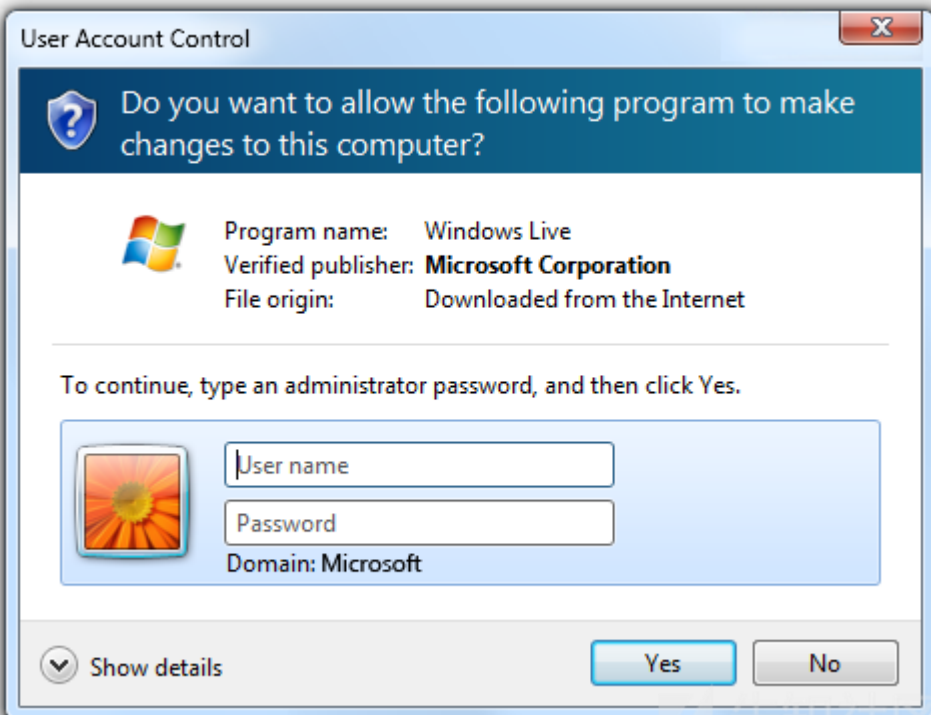 User Account Control
Do you want to allow the following program to make
changes to this computer?
Program name: Windows Live
Verified publisher: Microsoft Corporation
File origin: Downloaded from the Internet
To continue, type an administrator password, and then click Yes.
User name
Password
Domain: Microsoft
Show details
Yes
No